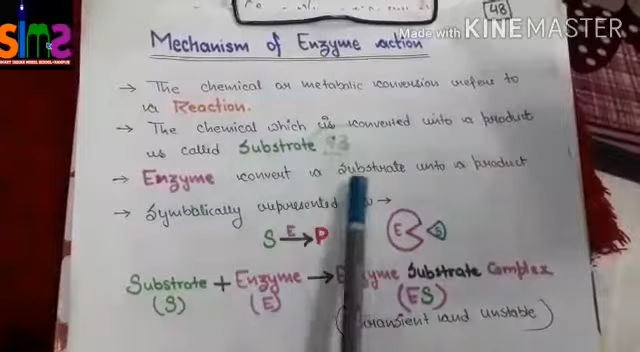 48
Made with KINEMASTER
SIMS
Mechanism of Enzyme action
→ The chemical or metabolic conversion refers to
a Reaction.
→ The chemical which is converted into a product
is called Substrate
→ Enzyme convert a Substrate into a product
→ Symbolically represented →
S E→ P E S
Substrate + Enzyme → Enzyme Substrate Complex
(S) (E) (ES)
(Transient and unstable)